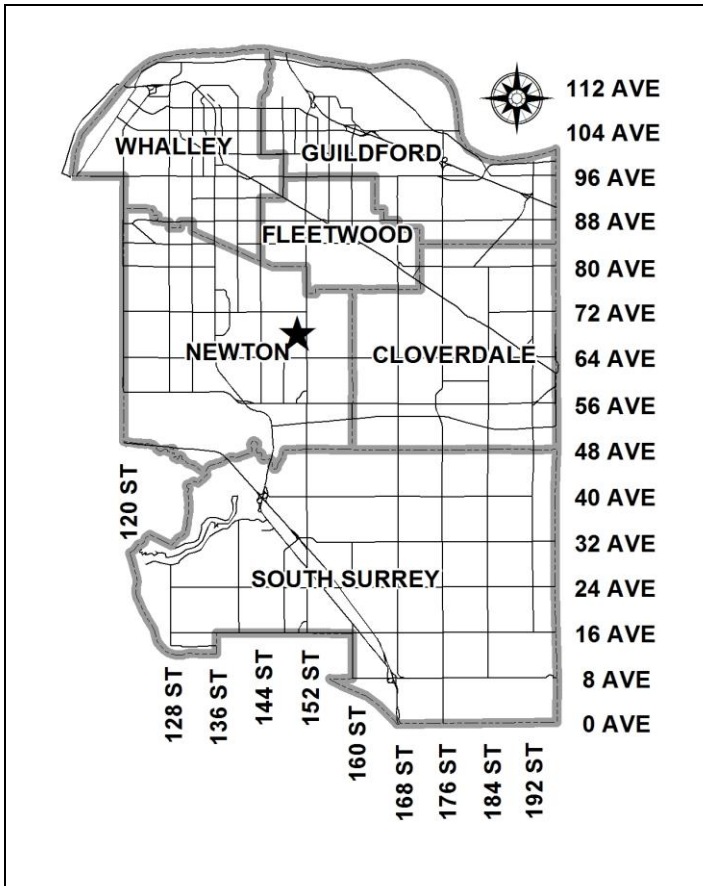 112 AVE
104 AVE
WHALLEY
GUILDFORD
96 AVE
88 AVE
FLEETWOOD
80 AVE
72 AVE
NEWTON
CLOVERDALE
64 AVE
56 AVE
48 AVE
120 ST
40 AVE
32 AVE
SOUTH SURREY
24 AVE
16 AVE
128 ST
136 ST
144 ST
152 ST
160 ST
168 ST
176 ST
184 ST
192 ST
8 AVE
0 AVE